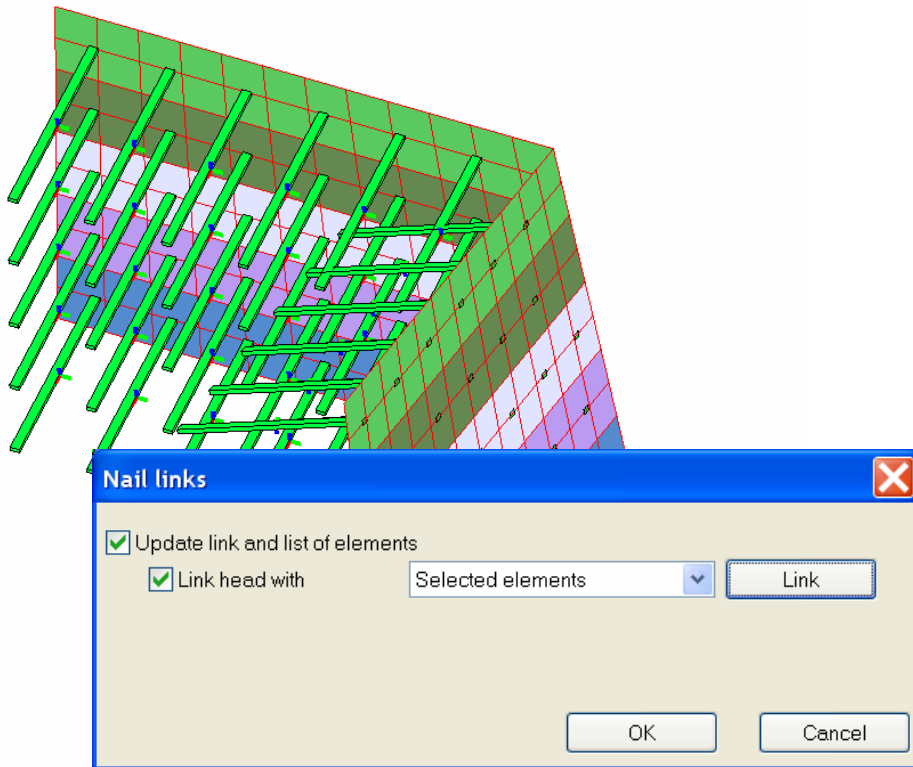 Nail links
Update link and list of elements
Link head with
Selected elements
Link
OK
Cancel